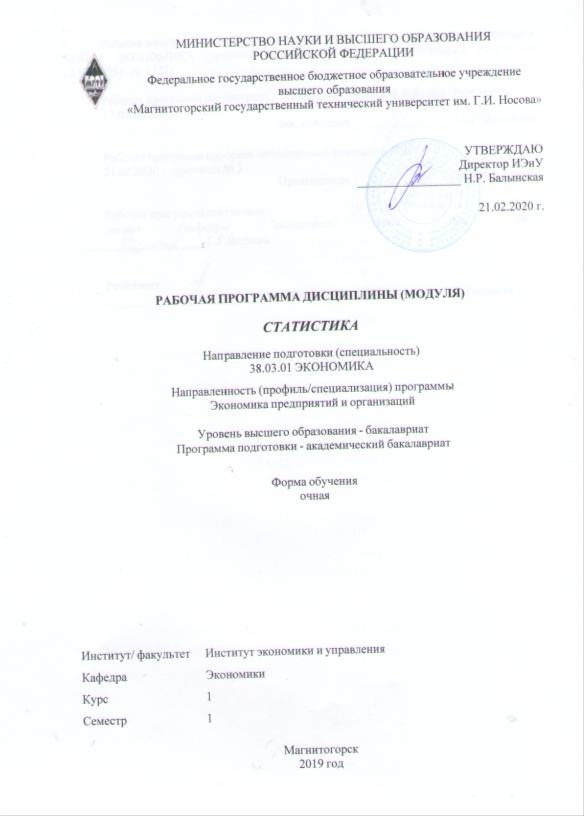 МИНИСТЕРСТВО НАУКИ И ВЫСШЕГО ОБРАЗОВАНИЯ
РОССИЙСКОЙ ФЕДЕРАЦИИ
Федеральное государственное бюджетное образовательное учреждение
высшего образования
«Магнитогорский государственный технический университет им. Г.И. Носова»
УТВЕРЖДАЮ
Директор ИЭиУ
Н.Р. Балынская
21.02.2020 г.
РАБОЧАЯ ПРОГРАММА ДИСЦИПЛИНЫ (МОДУЛЯ)
СТАТИСТИКА
Направление подготовки (специальность)
38.03.01 ЭКОНОМИКА
Направленность (профиль/специализация) программы
Экономика предприятий и организаций
Уровень высшего образования - бакалавриат
Программа подготовки - академический бакалавриат
Форма обучения
очная
Институт/ факультет Институт экономики и управления
Кафедра Экономики
Курс 1
Семестр 1
Магнитогорск
2019 год